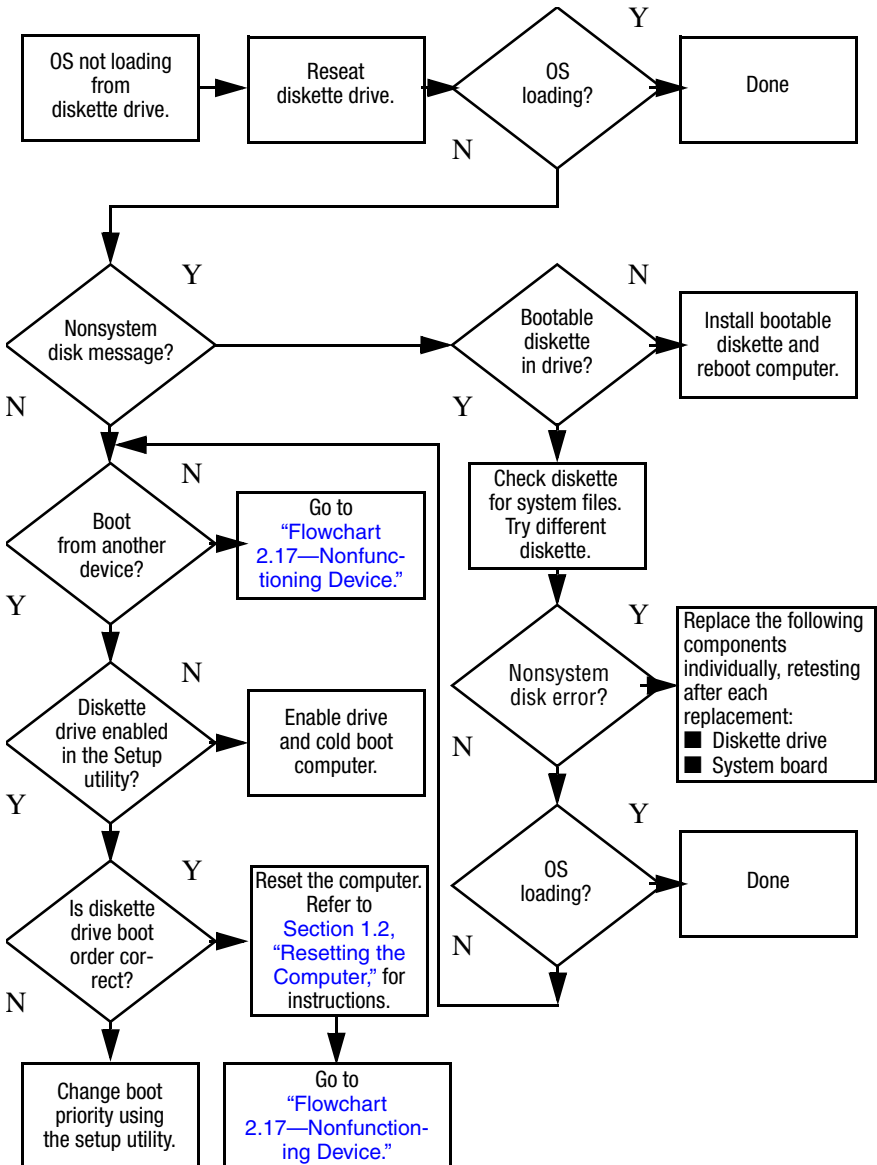 OS not loading
from
diskette drive.
Reseat
diskette drive.
OS
loading?
Y
N
Done
Nonsystem
disk message?
Y
N
Bootable
diskette
in drive?
N
Y
Install bootable
diskette and
reboot computer.
Boot
from another
device?
N
Y
Go to
“Flowchart
2.17—Nonfunc-
tioning Device.”
Check diskette
for system files.
Try different
diskette.
Nonsystem
disk error?
Y
N
Replace the following
components
individually, retesting
after each
replacement:
■ Diskette drive
■ System board
Diskette
drive enabled
in the Setup
utility?
N
Y
Enable drive
and cold boot
computer.
OS
loading?
Y
N
Done
Is diskette
drive boot
order cor-
rect?
Y
N
Reset the computer.
Refer to
Section 1.2,
“Resetting the
Computer,” for
instructions.
Change boot
priority using
the setup utility.
Go to
“Flowchart
2.17—Nonfunction-
ing Device.”